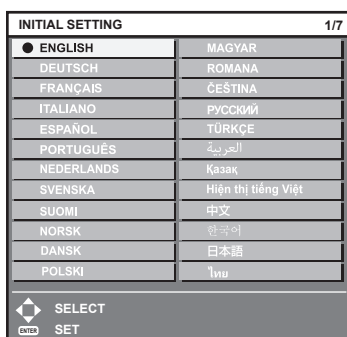 INITIAL SETTING 1/7
ENGLISH
DEUTSCH
FRANÇAIS
ITALIANO
ESPAÑOL
PORTUGUÊS
NEDERLANDS
SVENSKA
SUOMI
NORSK
DANSK
POLSKI
MAGYAR
ROMANA
ČEŠTINA
РУССКИЙ
TÜRKÇE
العربية
Қазақ
Hiện thị tiếng Việt
中文
한국어
日本語
ไทย
SELECT
ENTER SET